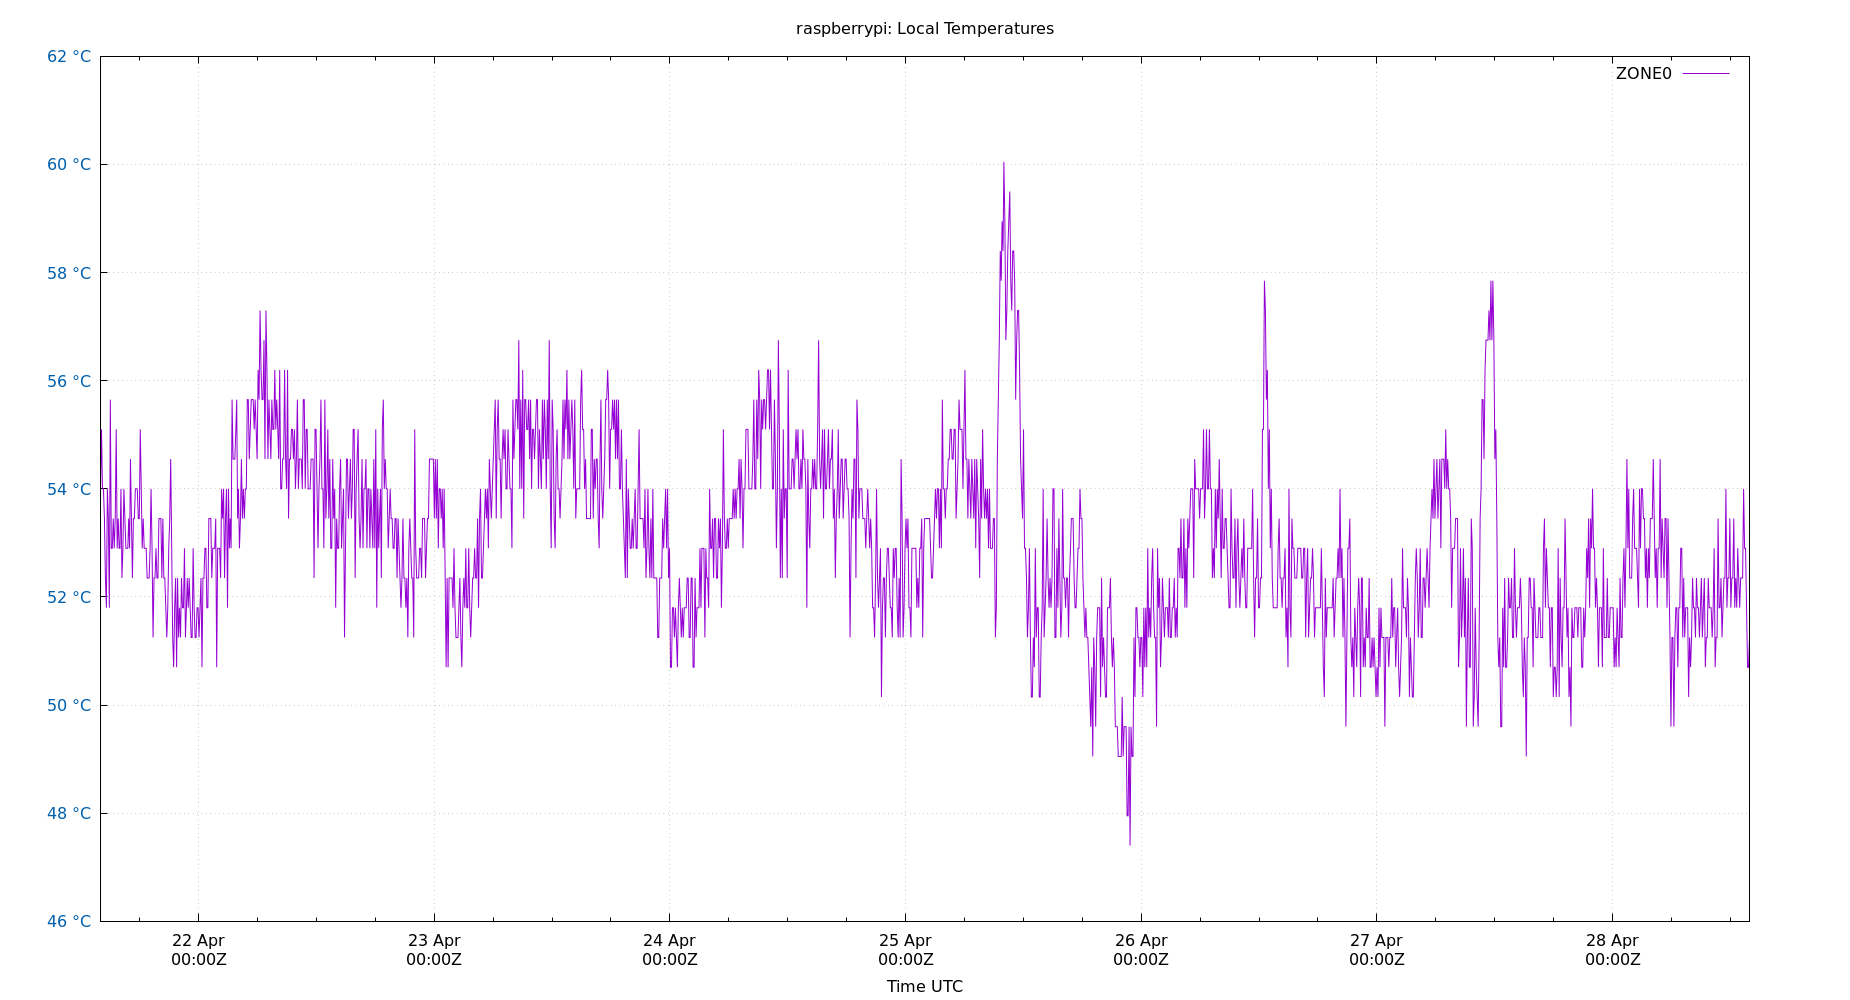 raspberrypi: Local Temperatures
ZONE0
62 °C
60 °C
58 °C
56 °C
54 °C
52 °C
50 °C
48 °C
46 °C
22 Apr 23 Apr 24 Apr 25 Apr 26 Apr 27 Apr 28 Apr
00:00Z 00:00Z 00:00Z 00:00Z 00:00Z 00:00Z 00:00Z
Time UTC